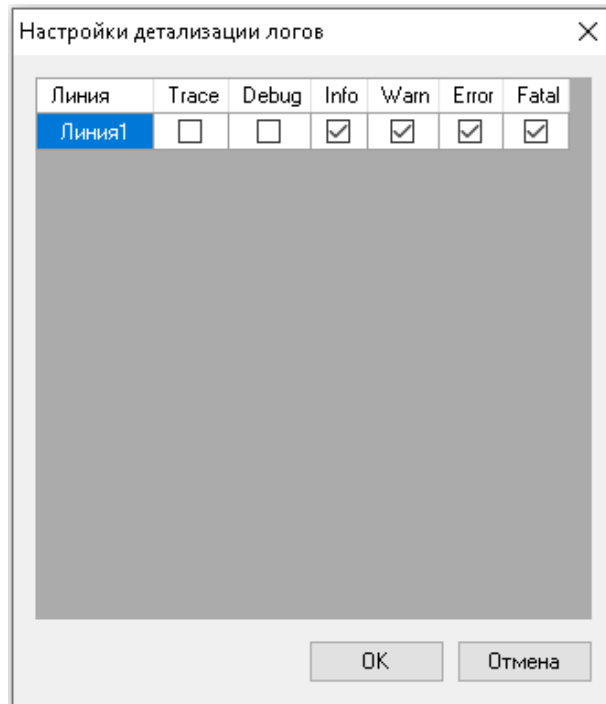 Настройки детализации логов
Линия Trace Debug Info Warn Error Fatal
Линия1
OK Отмена